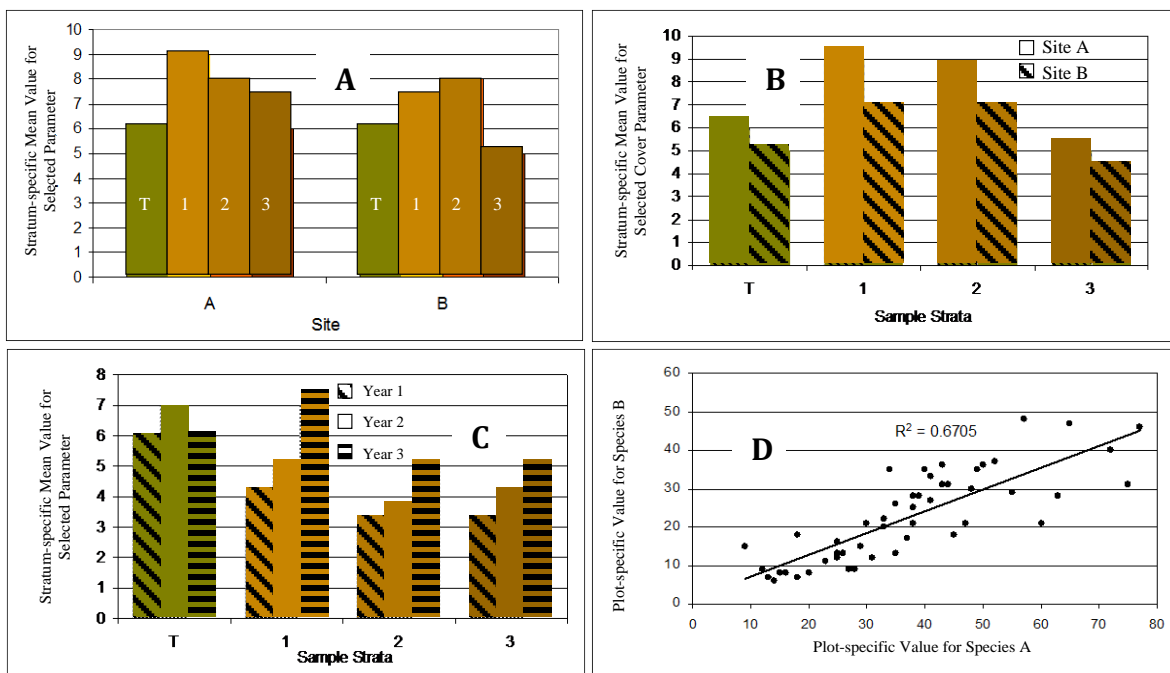 Stratum-specific Mean Value for
Selected Parameter
10
9
8
7
6
5
4
3
2
1
0
A
T 1 2 3
T 1 2 3
A B
Site
Stratum-specific Mean Value for
Selected Cover Parameter
10
9
8
7
6
5
4
3
2
1
0
B
Site A
Site B
T 1 2 3
Sample Strata
Stratum-specific Mean Value for
Selected Parameter
8
7
6
5
4
3
2
1
0
Year 1
Year 2
Year 3
C
T 1 2 3
Sample Strata
Plot-specific Value for Species B
60
50
40
30
20
10
0
D
R² = 0.6705
0 10 20 30 40 50 60 70 80
Plot-specific Value for Species A